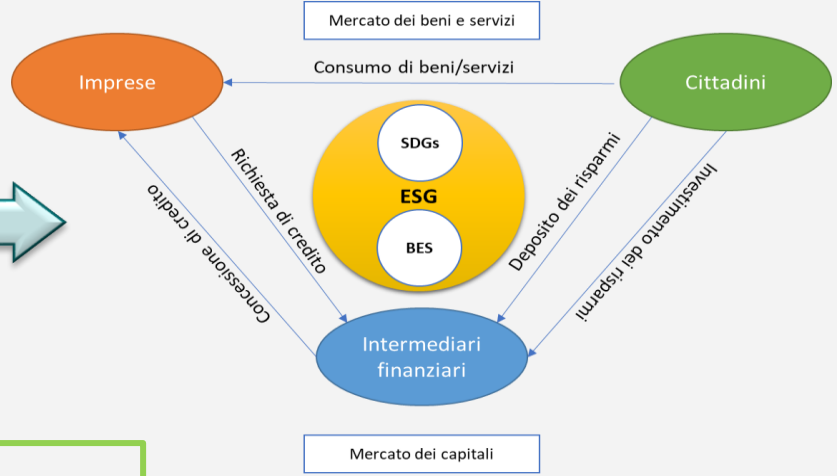 Mercato dei beni e servizi
Imprese
Consumo di beni/servizi
Cittadini
SDGs
ESG
BES
Richiesta di credito
Concessione di credito
Deposito dei risparmi
Investimento dei risparmi
Intermediari
finanziari
Mercato dei capitali